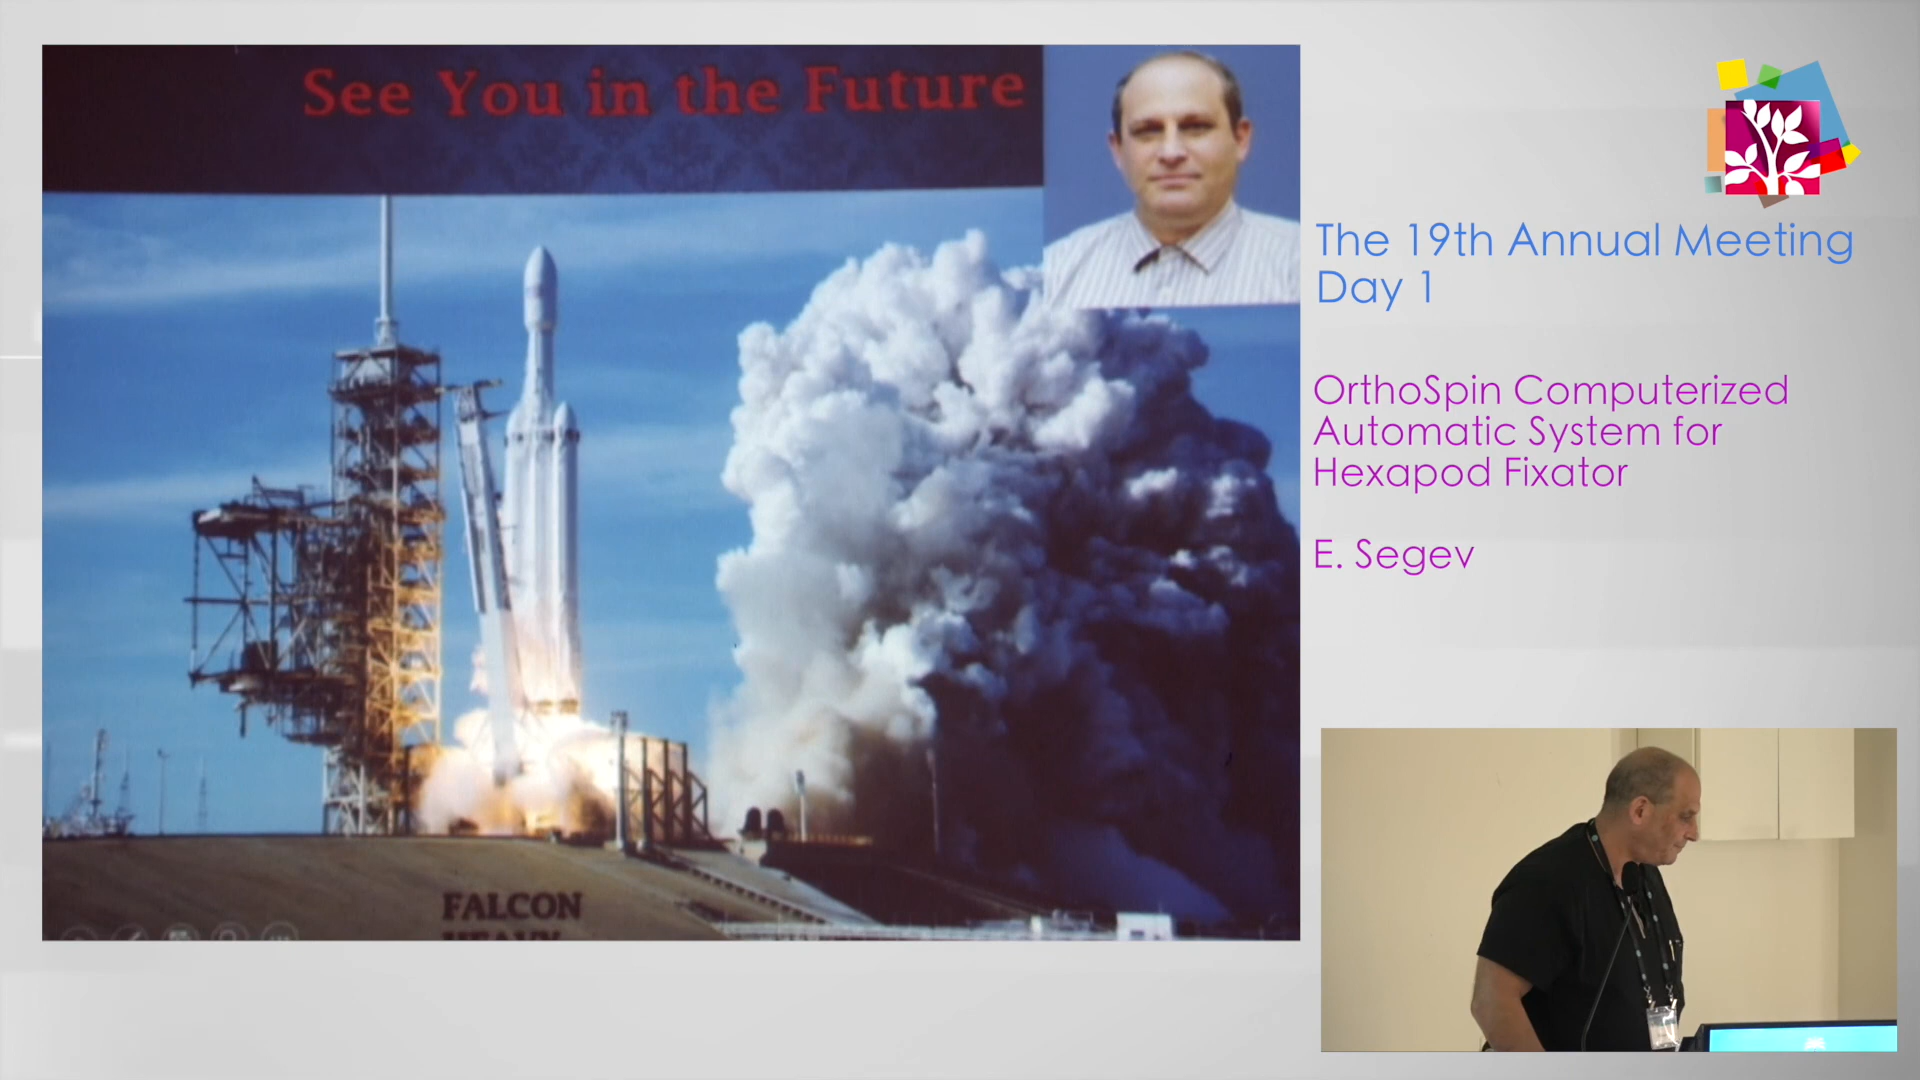 See You in the Future
FALCON
HEAVY
The 19th Annual Meeting
Day 1
OrthoSpin Computerized
Automatic System for
Hexapod Fixator
E. Segev